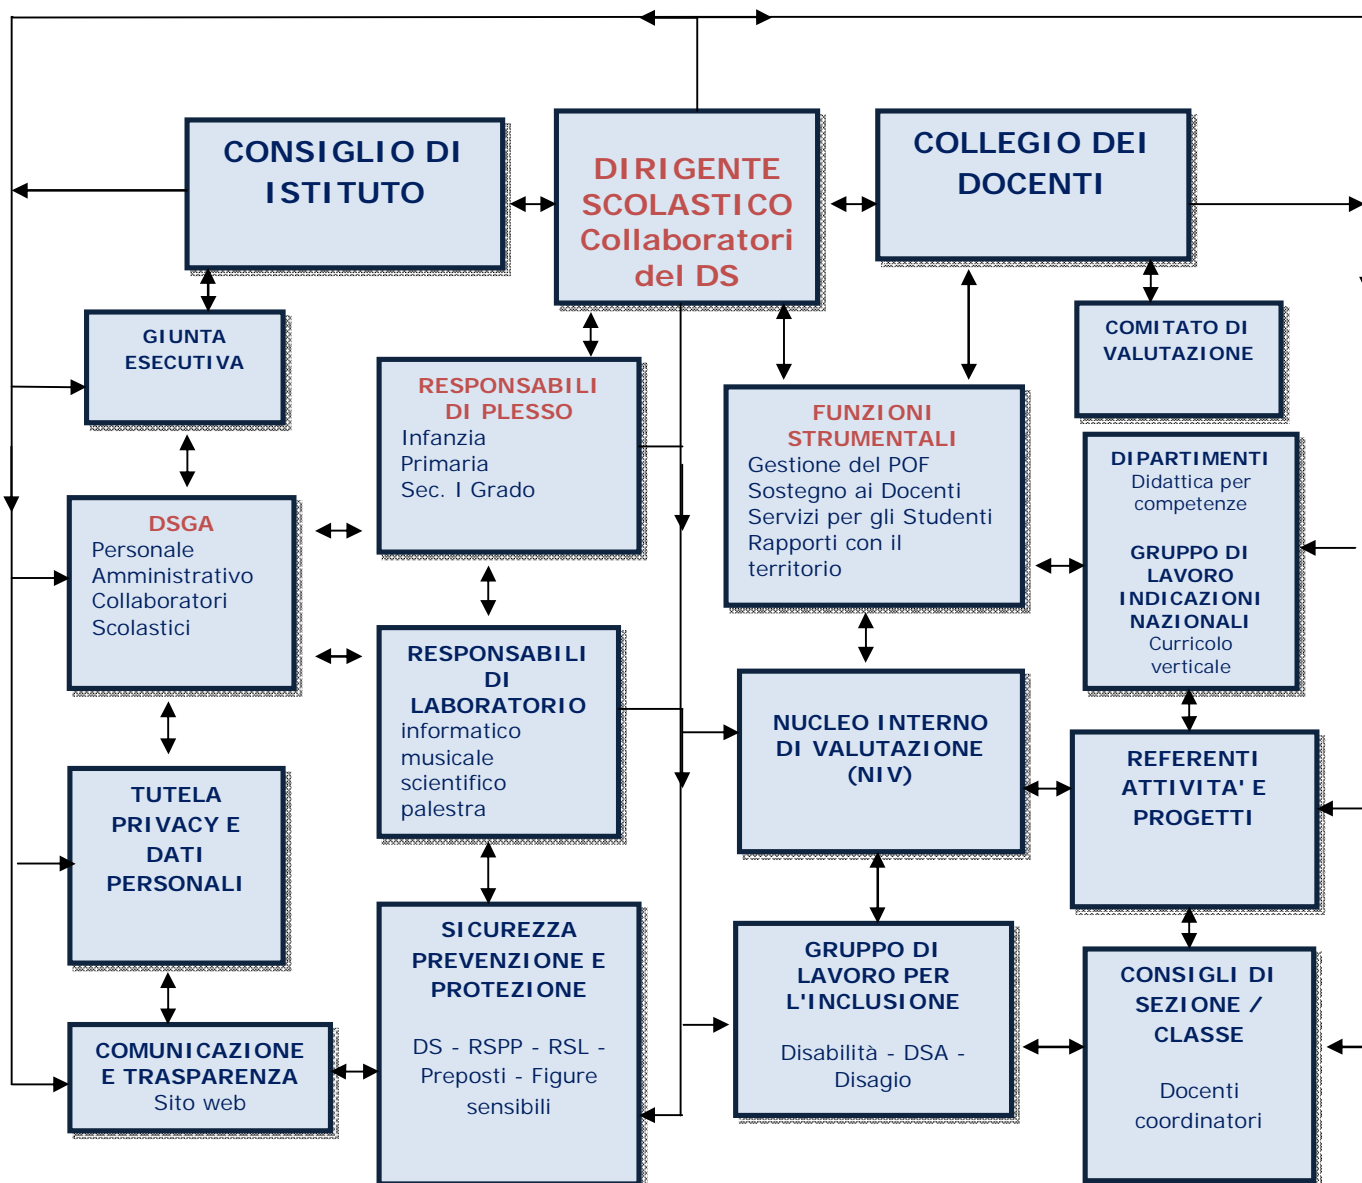 CONSIGLIO DI
ISTITUTO
DIRIGENTE
SCOLASTICO
Collaboratori
del DS
COLLEGIO DEI
DOCENTI
GIUNTA
ESECUTIVA
RESPONSABILI
DI PLESSO
Infanzia
Primaria
Sec. I Grado
FUNZIONI
STRUMENTALI
Gestione del POF
Sostegno ai Docenti
Servizi per gli Studenti
Rapporti con il
territorio
COMITATO DI
VALUTAZIONE
DSGA
Personale
Amministrativo
Collaboratori
Scolastici
RESPONSABILI
DI
LABORATORIO
informatico
musicale
scientifico
palestra
NUCLEO INTERNO
DI VALUTAZIONE
(NIV)
DIPARTIMENTI
Didattica per
competenze
GRUPPO DI
LAVORO
INDICAZIONI
NAZIONALI
Curricolo
verticale
TUTELA
PRIVACY E
DATI
PERSONALI
SICUREZZA
PREVENZIONE E
PROTEZIONE
DS - RSPP - RSL -
Preposti - Figure
sensibili
GRUPPO DI
LAVORO PER
L'INCLUSIONE
Disabilità - DSA -
Disagio
REFERENTI
ATTIVITA' E
PROGETTI
COMUNICAZIONE
E TRASPARENZA
Sito web
CONSIGLI DI
SEZIONE /
CLASSE
Docenti
coordinatori